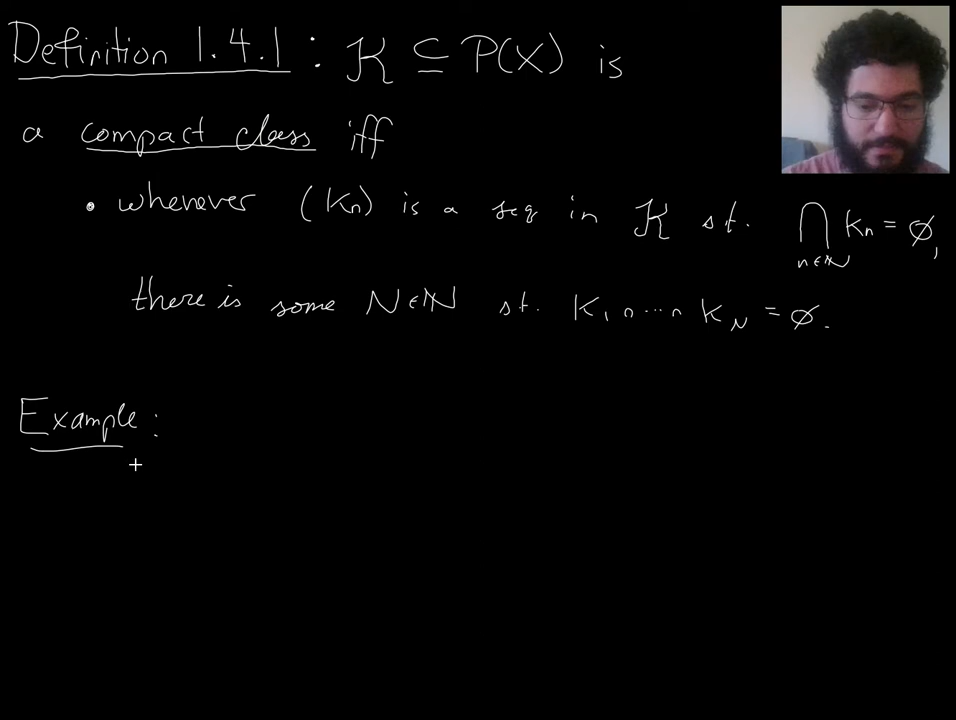 Definition 1.4.1 : K ⊆ P(X) is
a compact class iff
• whenever (Kn) is a seq in K st. ⋂ n∈ℕ Kn = ∅,
there is some N∈ℕ st. K₁ ∩ ⋯ ∩ K_N = ∅.
Example :